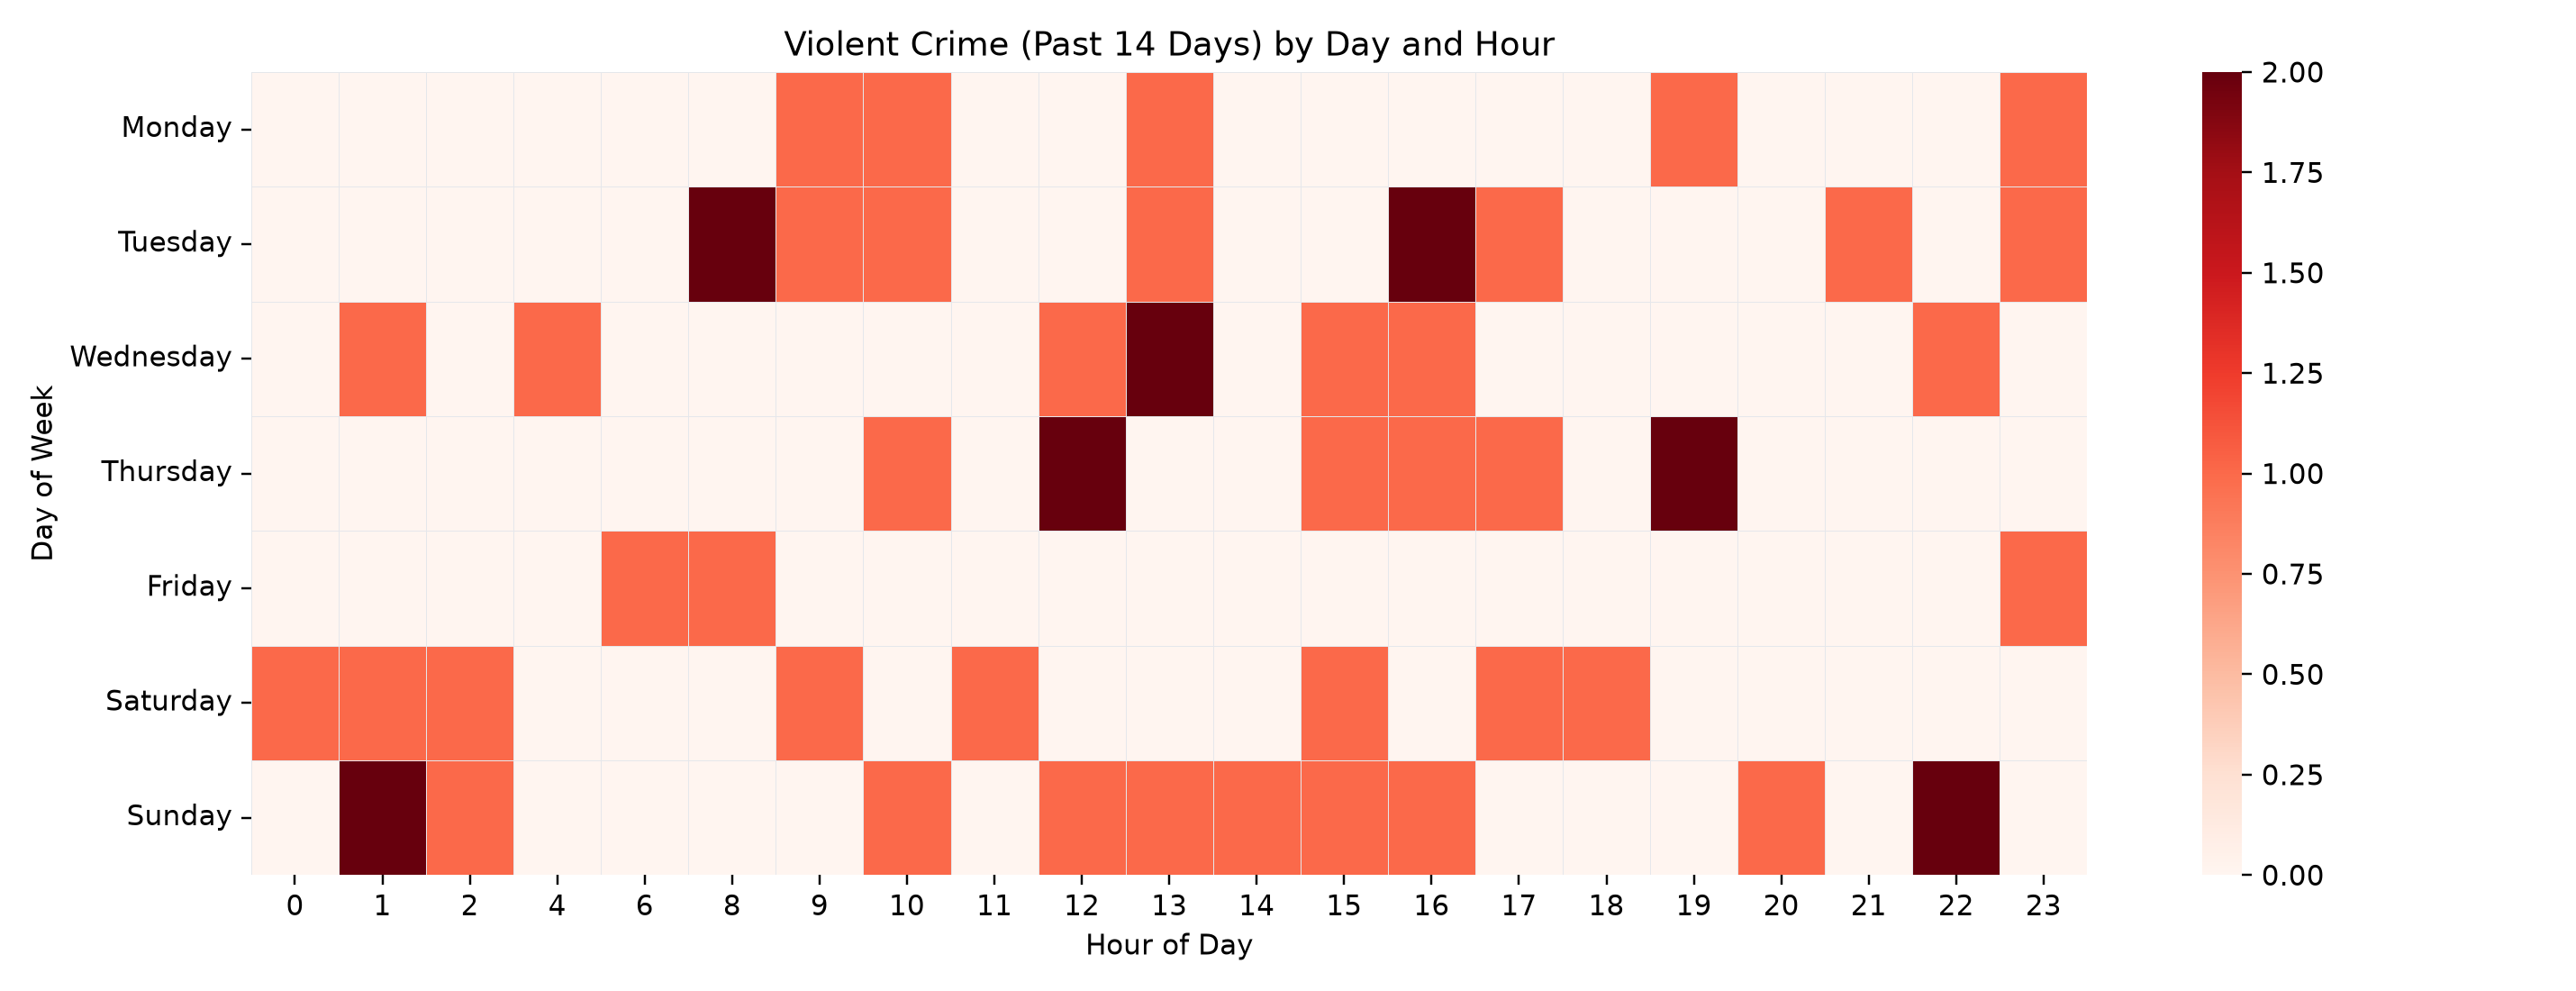 Violent Crime (Past 14 Days) by Day and Hour
Day of Week
Monday
Tuesday
Wednesday
Thursday
Friday
Saturday
Sunday
0 1 2 4 6 8 9 10 11 12 13 14 15 16 17 18 19 20 21 22 23
Hour of Day
2.00
1.75
1.50
1.25
1.00
0.75
0.50
0.25
0.00